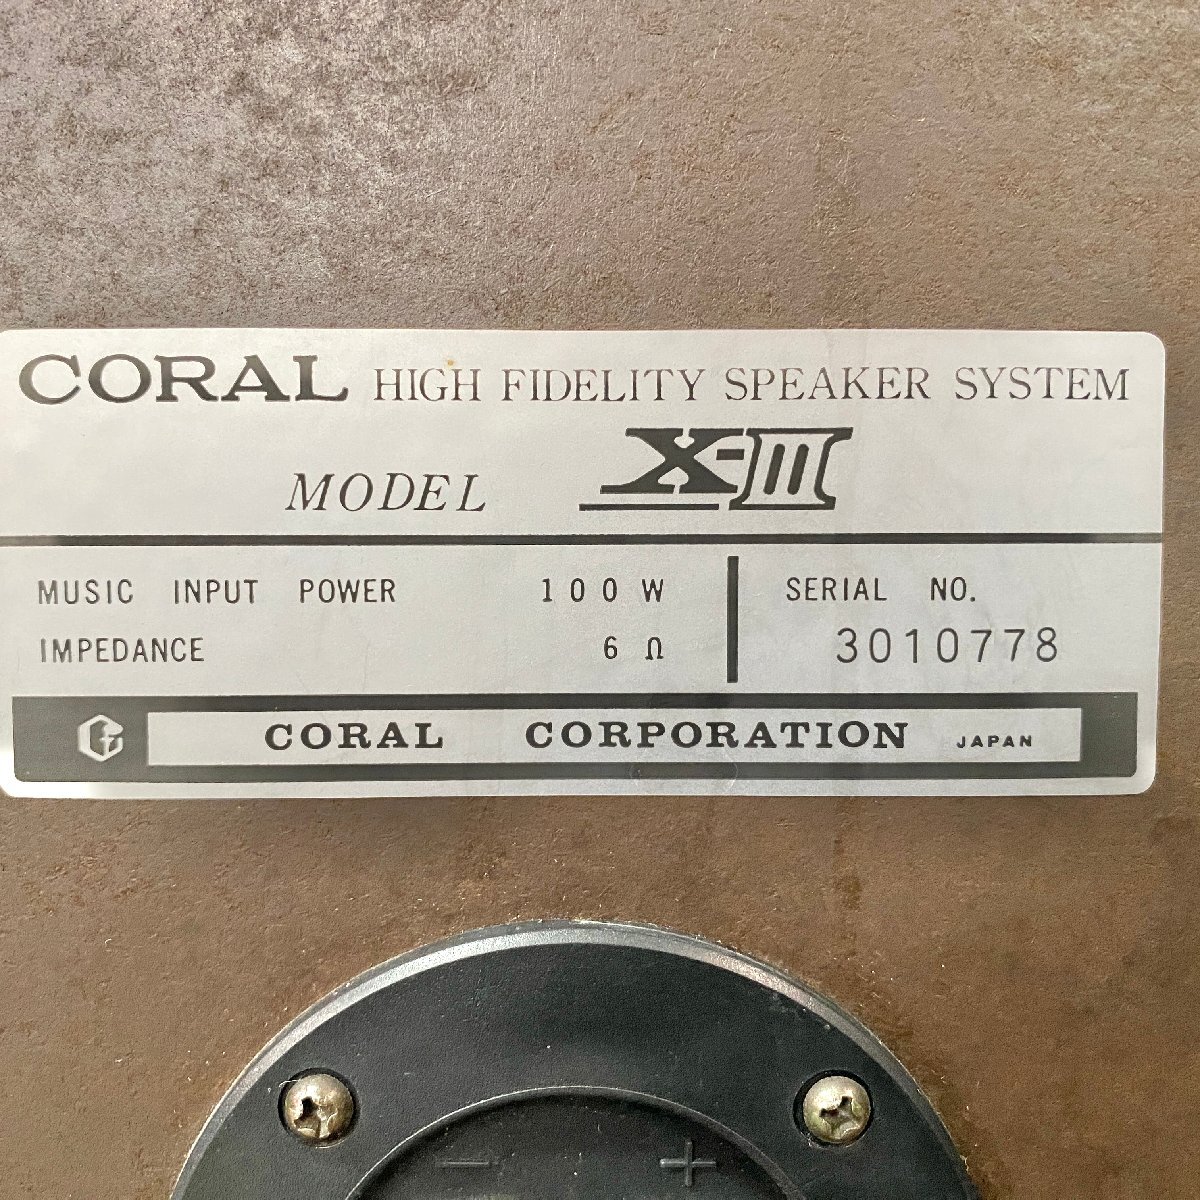 CORAL HIGH FIDELITY SPEAKER SYSTEM
MODEL X-III
MUSIC INPUT POWER 100 W
IMPEDANCE 6 Ω
SERIAL NO.
3010778
CORAL CORPORATION JAPAN
− +